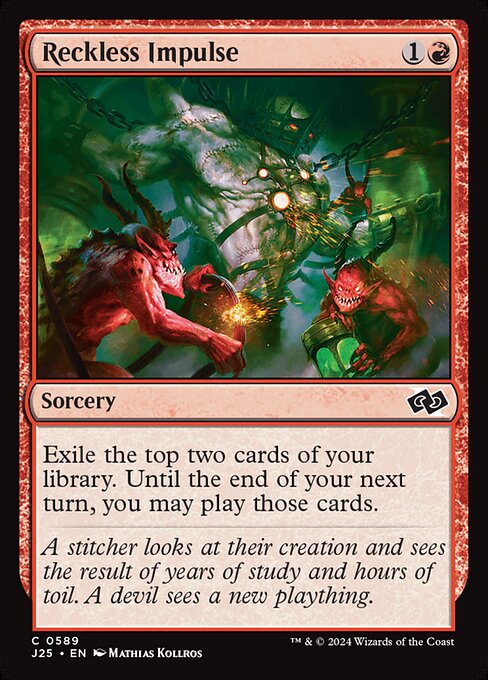 Reckless Impulse 1
Sorcery
Exile the top two cards of your
library. Until the end of your next
turn, you may play those cards.
A stitcher looks at their creation and sees
the result of years of study and hours of
toil. A devil sees a new plaything.
C 0589
J25 • EN MATHIAS KOLLROS
™ & © 2024 Wizards of the Coast